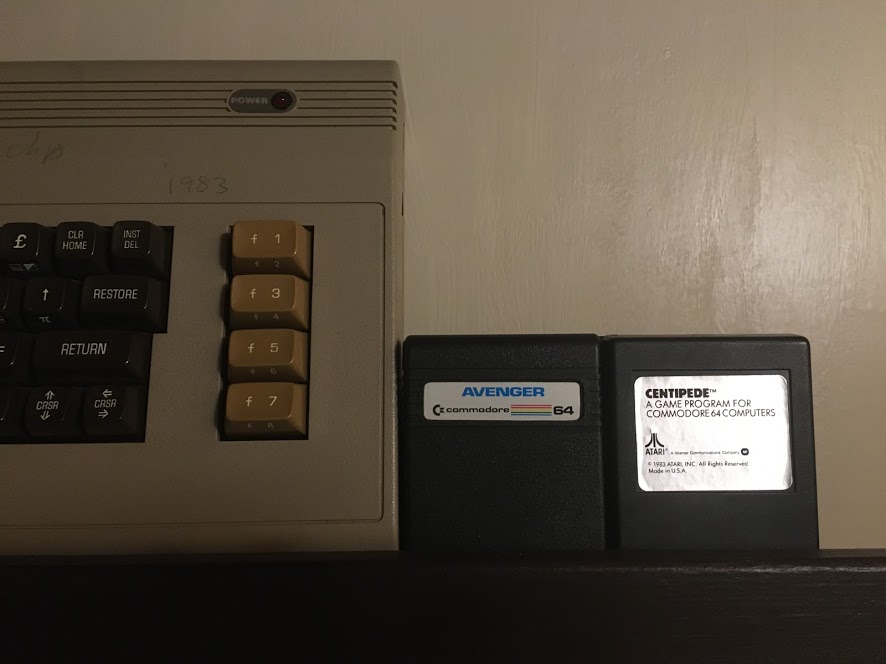 POWER
chip
1983
£
CLR
HOME
INST
DEL
↑
π
RESTORE
=
RETURN
⇑
CRSR
⇓
⇐
CRSR
⇒
f 1
f 2
f 3
f 4
f 5
f 6
f 7
f 8
AVENGER
commodore 64
CENTIPEDE™
A GAME PROGRAM FOR
COMMODORE 64 COMPUTERS
ATARI® A Warner Communications Company
© 1983 ATARI, INC. All Rights Reserved
Made in U.S.A.